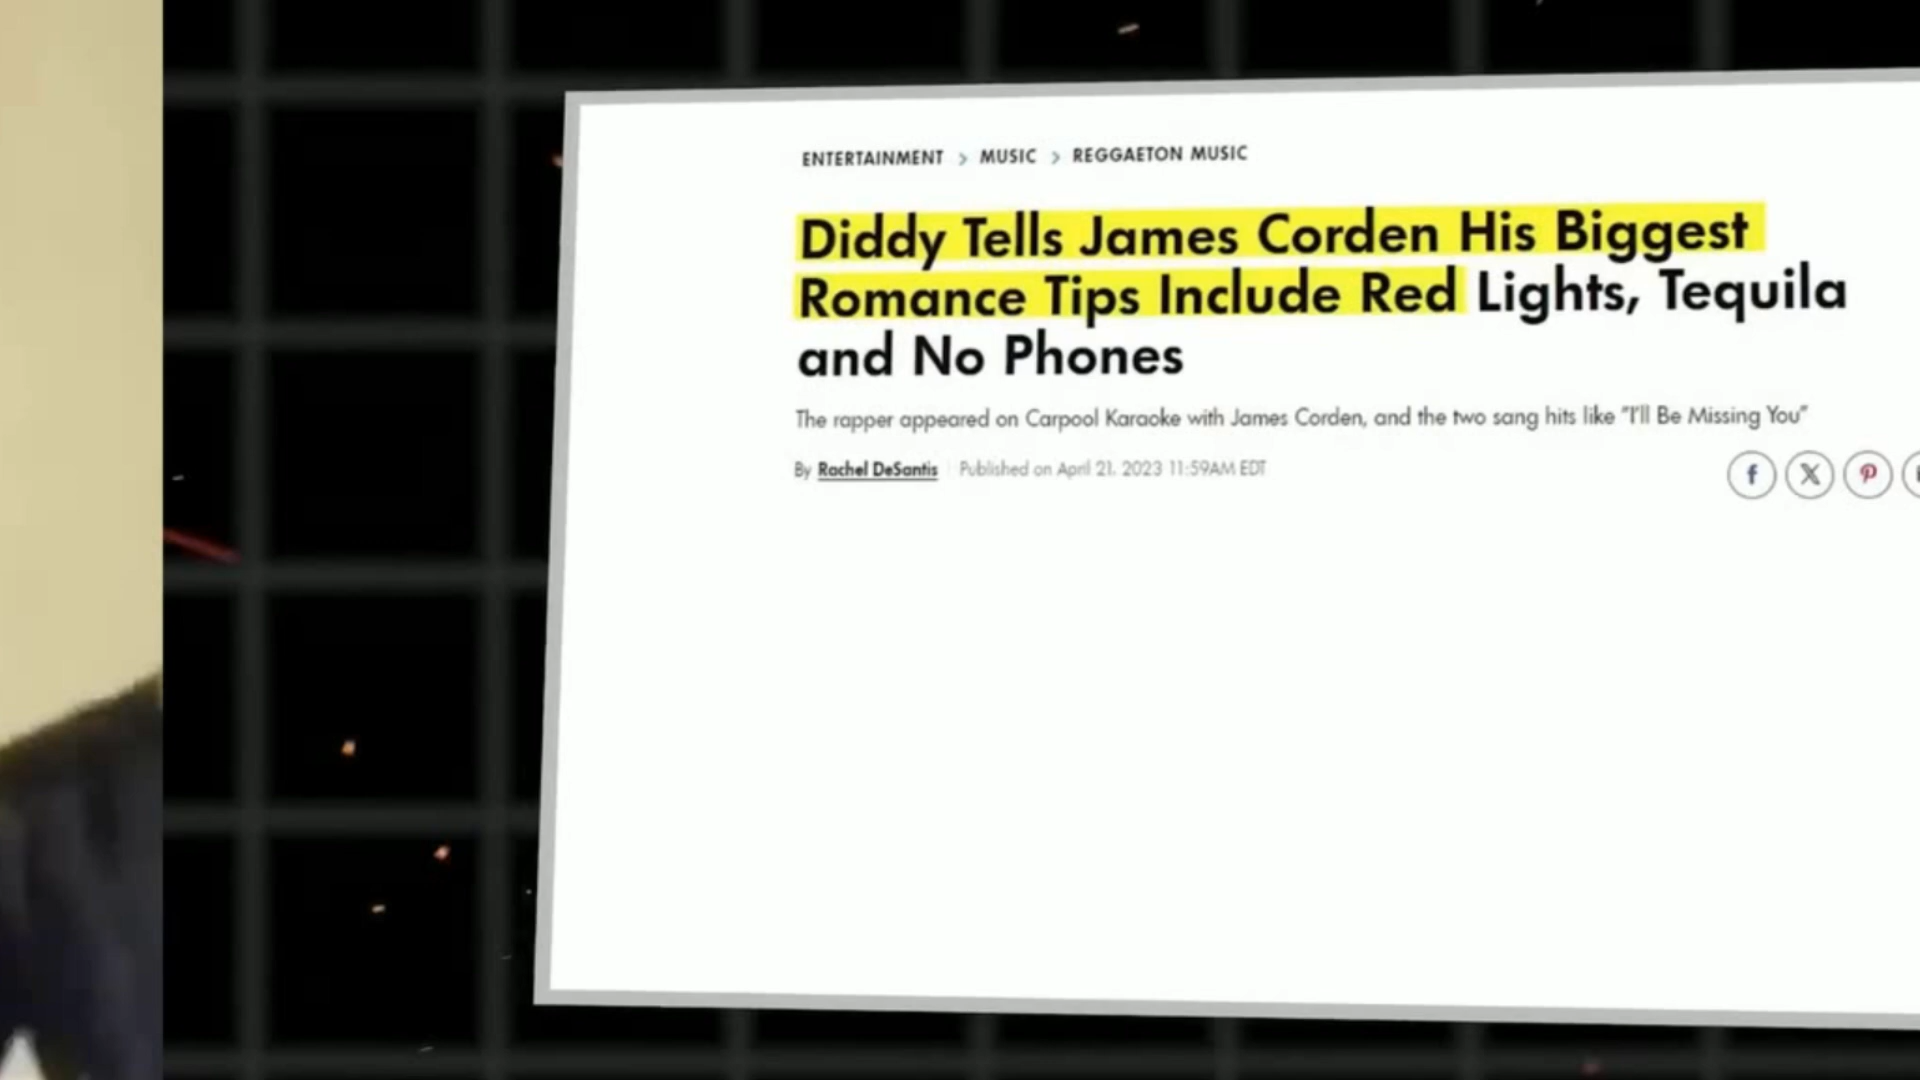 ENTERTAINMENT > MUSIC > REGGAETON MUSIC
Diddy Tells James Corden His Biggest
Romance Tips Include Red Lights, Tequila
and No Phones
The rapper appeared on Carpool Karaoke with James Corden, and the two sang hits like "I'll Be Missing You"
By Rachel DeSantis | Published on April 21, 2023 11:59AM EDT